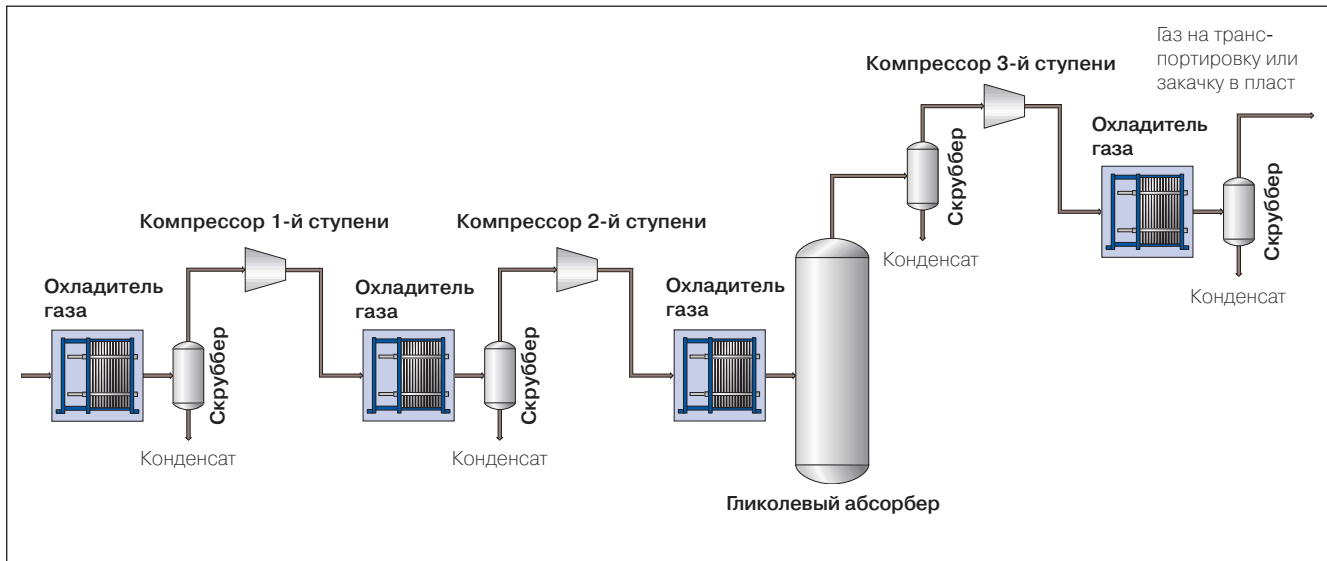 Газ на транс-
портировку или
закачку в пласт
Компрессор 3-й ступени
Охладитель
газа
Скруббер
Скруббер
Компрессор 1-й ступени
Компрессор 2-й ступени
Конденсат
Охладитель
газа
Охладитель
газа
Охладитель
газа
Конденсат
Скруббер
Скруббер
Конденсат
Конденсат
Гликолевый абсорбер